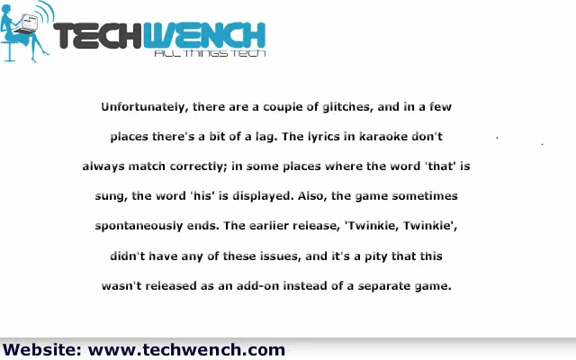 TECHWENCH
ALL THINGS TECH
Unfortunately, there are a couple of glitches, and in a few
places there's a bit of a lag. The lyrics in karaoke don't
always match correctly; in some places where the word 'that' is
sung, the word 'his' is displayed. Also, the game sometimes
spontaneously ends. The earlier release, 'Twinkie, Twinkie',
didn't have any of these issues, and it's a pity that this
wasn't released as an add-on instead of a separate game.
Website: www.techwench.com